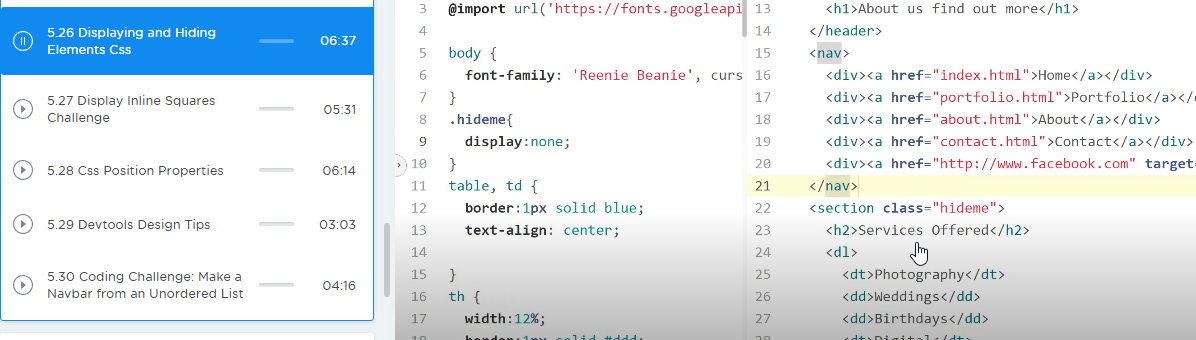 5.26 Displaying and Hiding
Elements Css
06:37
5.27 Display Inline Squares
Challenge
05:31
5.28 Css Position Properties
06:14
5.29 Devtools Design Tips
03:03
5.30 Coding Challenge: Make a
Navbar from an Unordered List
04:16
3 @import url('https://fonts.googleapi
4
5 body {
6 font-family: 'Reenie Beanie', curs
7 }
8 .hideme{
9 display:none;
10 }
11 table, td {
12 border:1px solid blue;
13 text-align: center;
14
15 }
16 th {
17 width:12%;
18 border:1px solid #ddd;
13 <h1>About us find out more</h1>
14 </header>
15 <nav>
16 <div><a href="index.html">Home</a></div>
17 <div><a href="portfolio.html">Portfolio</a></
18 <div><a href="about.html">About</a></div>
19 <div><a href="contact.html">Contact</a></div>
20 <div><a href="http://www.facebook.com" target=
21 </nav>
22 <section class="hideme">
23 <h2>Services Offered</h2>
24 <dl>
25 <dt>Photography</dt>
26 <dd>Weddings</dd>
27 <dd>Birthdays</dd>
28 <dt>Digital</dt>